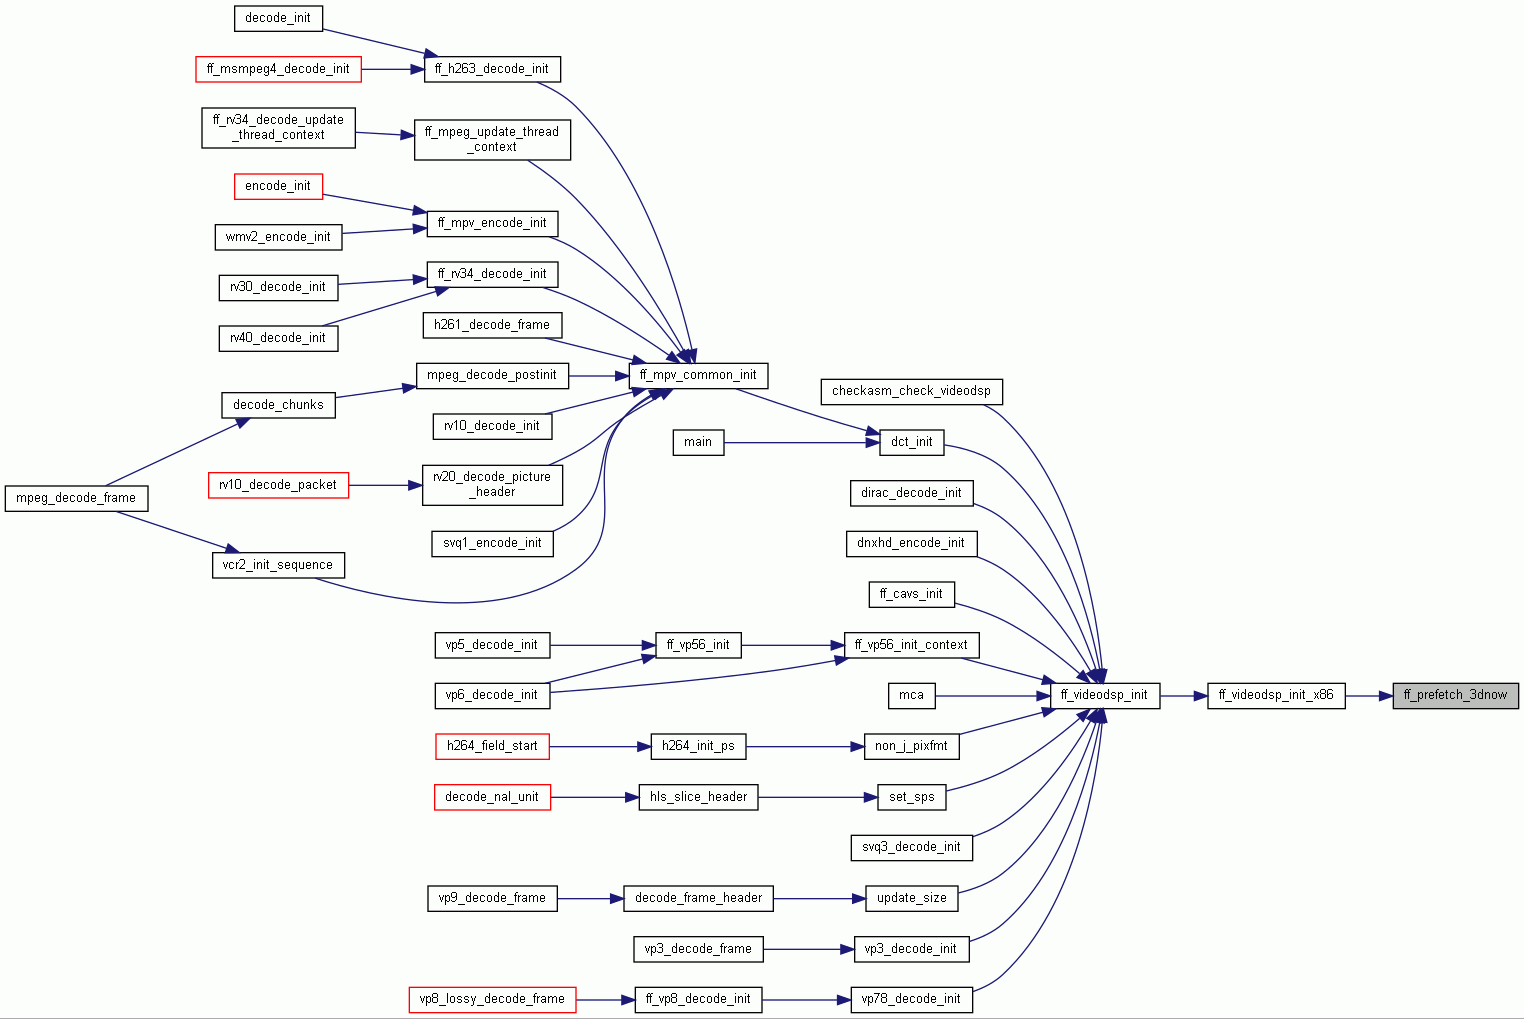 decode_init
ff_msmpeg4_decode_init
ff_h263_decode_init
ff_rv34_decode_update
_thread_context
ff_mpeg_update_thread
_context
encode_init
ff_mpv_encode_init
wmv2_encode_init
ff_rv34_decode_init
rv30_decode_init
h261_decode_frame
rv40_decode_init
mpeg_decode_postinit
ff_mpv_common_init
checkasm_check_videodsp
decode_chunks
rv10_decode_init
main
dct_init
rv10_decode_packet
rv20_decode_picture
_header
dirac_decode_init
mpeg_decode_frame
svq1_encode_init
dnxhd_encode_init
vcr2_init_sequence
ff_cavs_init
vp5_decode_init
ff_vp56_init
ff_vp56_init_context
vp6_decode_init
mca
ff_videodsp_init
ff_videodsp_init_x86
ff_prefetch_3dnow
h264_field_start
h264_init_ps
non_j_pixfmt
decode_nal_unit
hls_slice_header
set_sps
svq3_decode_init
vp9_decode_frame
decode_frame_header
update_size
vp3_decode_frame
vp3_decode_init
vp8_lossy_decode_frame
ff_vp8_decode_init
vp78_decode_init